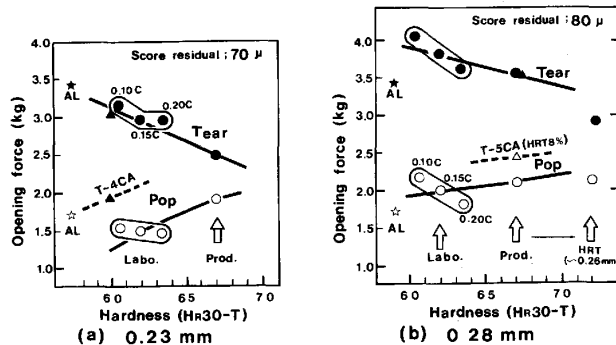 Score residual ; 70 μ
Opening force (kg)
4.0
3.5
3.0
2.5
2.0
1.5
1.0
AL
0.10C
0.15C
0.20C
Tear
T-4CA
Pop
AL
Labo.
Prod.
60
65
70
Hardness (HR30-T)
(a) 0.23 mm
Score residual ; 80 μ
Opening force (kg)
4.0
3.5
3.0
2.5
2.0
1.5
1.0
AL
Tear
T-5CA (HRT8%)
Pop
0.10C
0.15C
0.20C
AL
Labo.
Prod.
HRT
(∽0.26mm)
60
65
70
Hardness (HR30-T)
(b) 0 28 mm